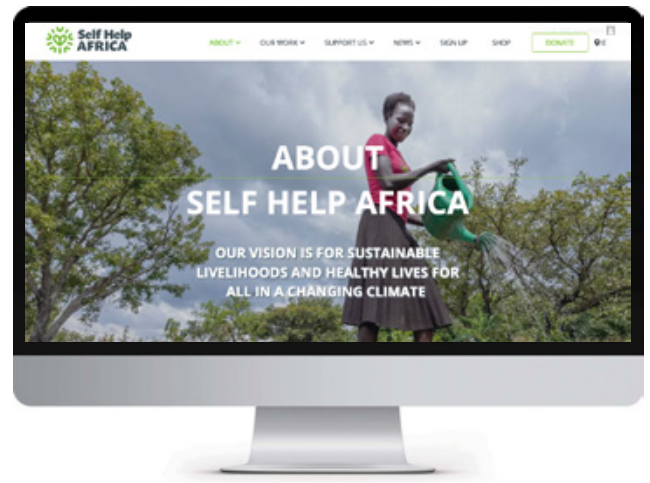 Self Help
AFRICA
ABOUT OUR WORK SUPPORT US NEWS SIGN UP SHOP DONATE 0
ABOUT
SELF HELP AFRICA
OUR VISION IS FOR SUSTAINABLE
LIVELIHOODS AND HEALTHY LIVES FOR
ALL IN A CHANGING CLIMATE